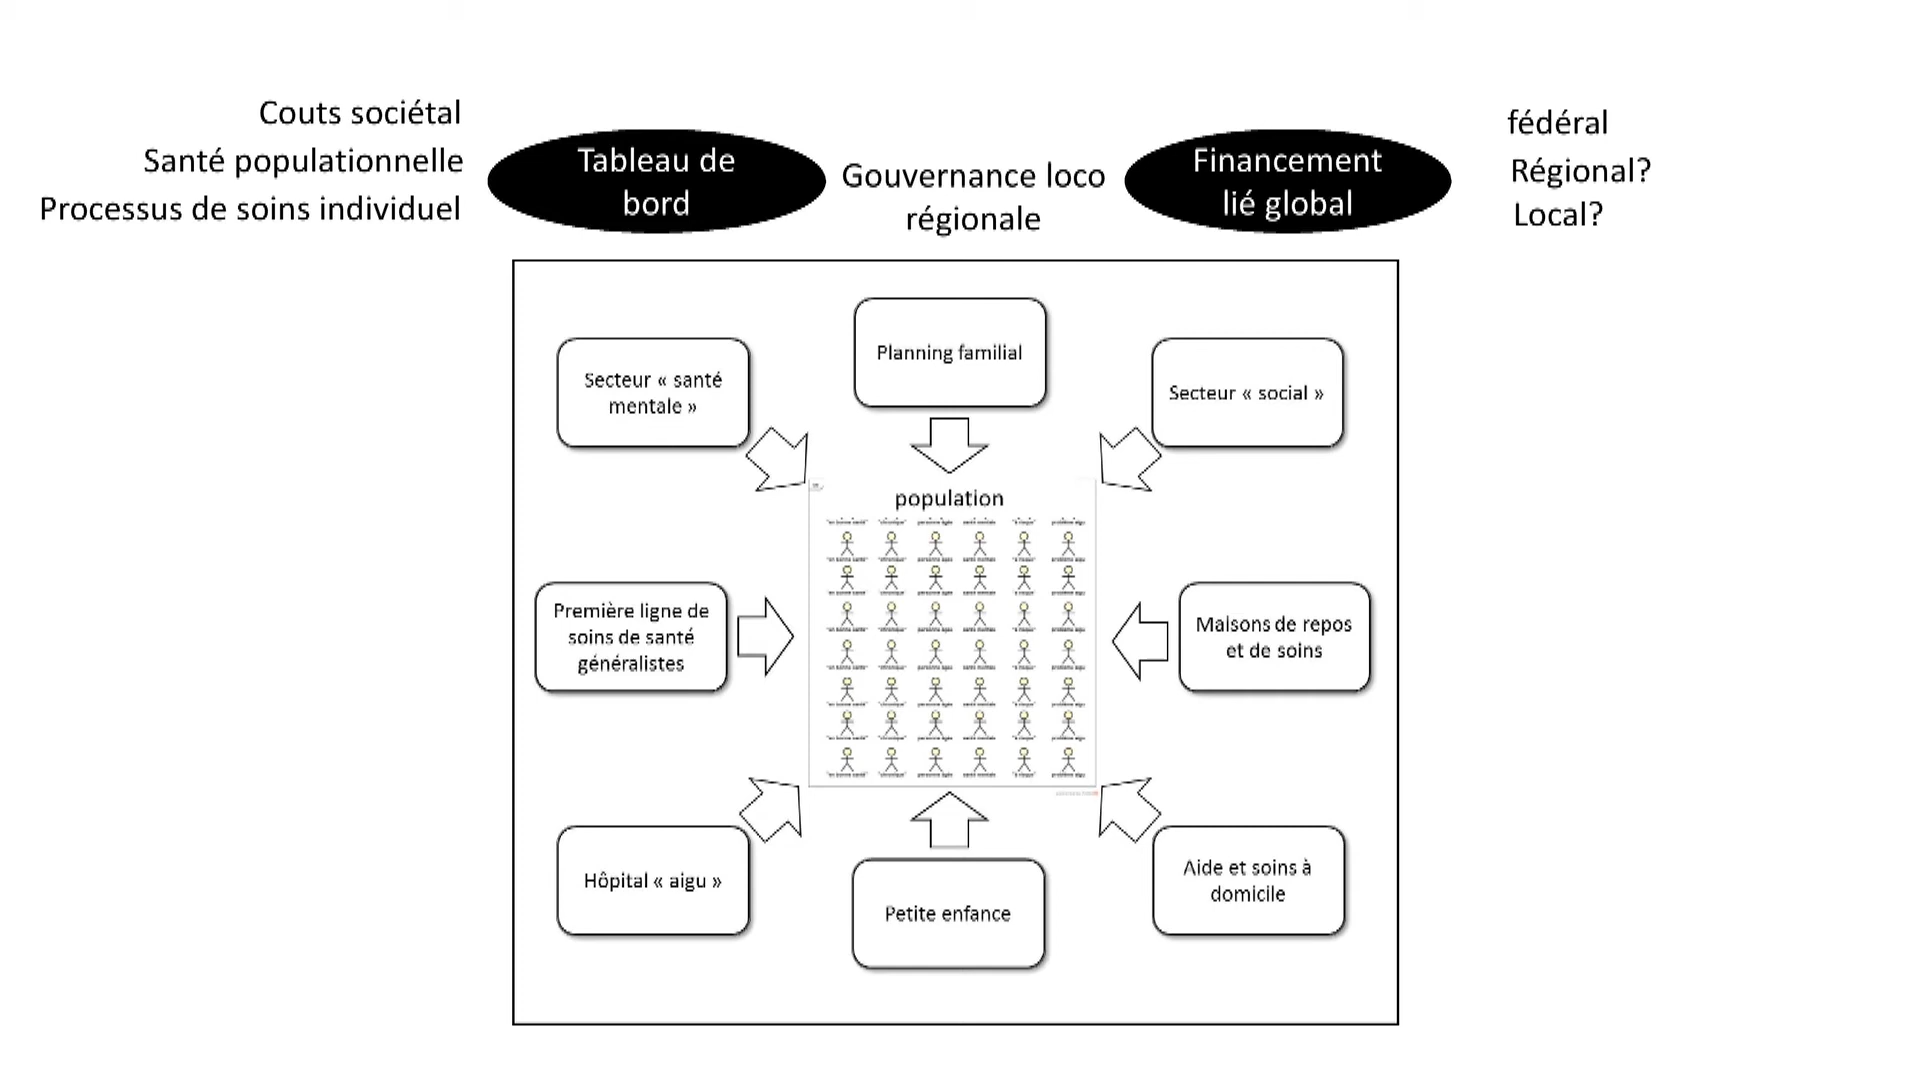 Couts sociétal
Santé populationnelle
Processus de soins individuel
Tableau de
bord
Gouvernance loco
régionale
Financement
lié global
fédéral
Régional?
Local?
Planning familial
Secteur « santé
mentale »
Secteur « social »
population
Première ligne de
soins de santé
généralistes
Maisons de repos
et de soins
Hôpital « aigu »
Petite enfance
Aide et soins à
domicile